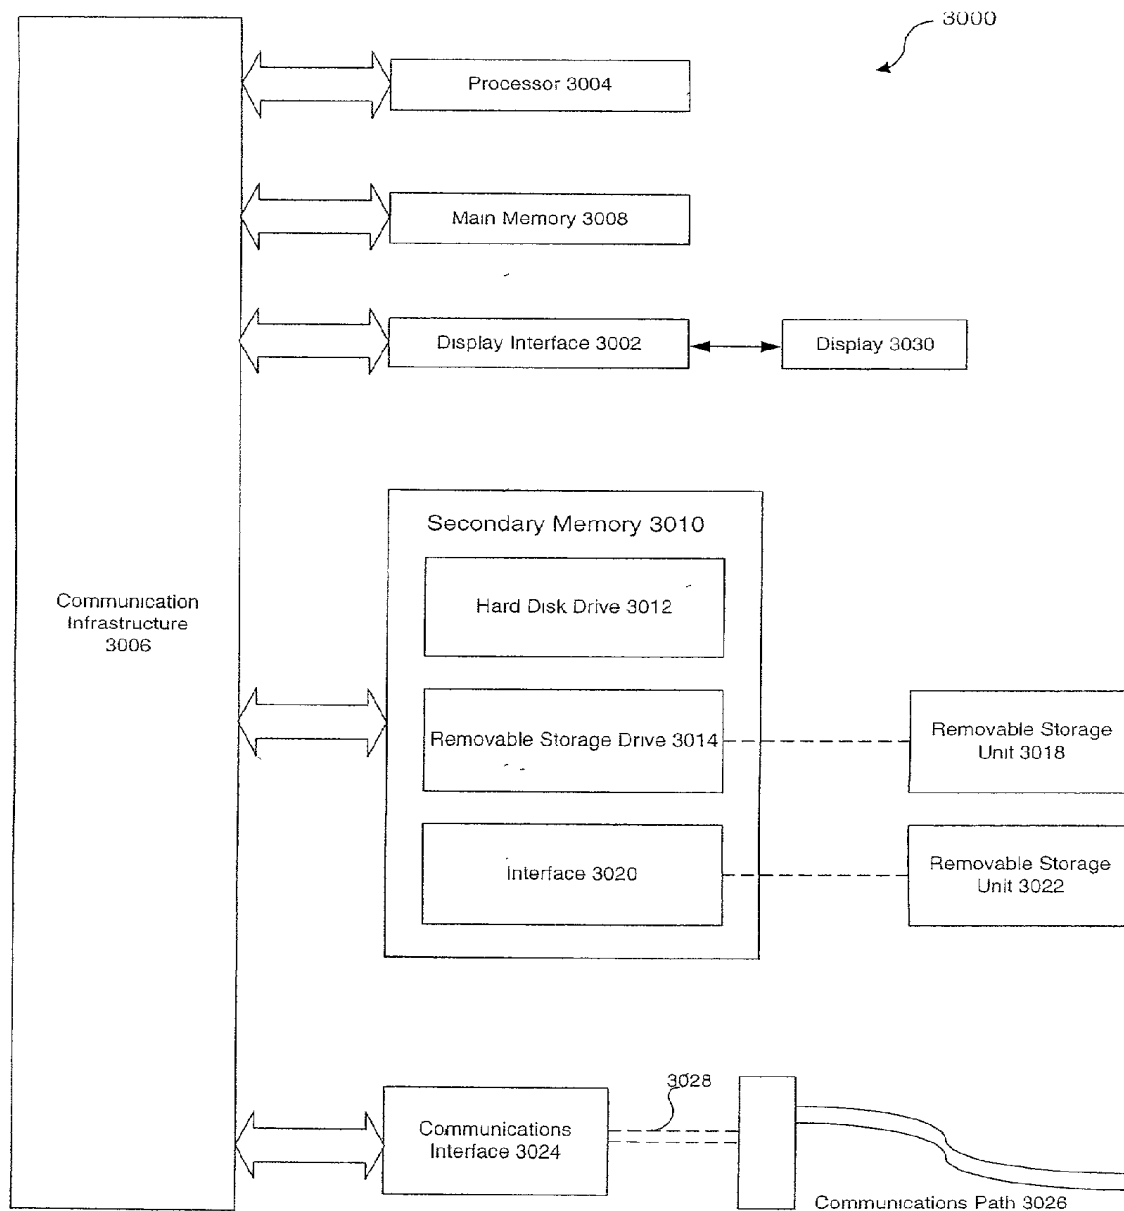 3000
Processor 3004
Main Memory 3008
Display Interface 3002
Display 3030
Secondary Memory 3010
Hard Disk Drive 3012
Communication
Infrastructure
3006
Removable Storage Drive 3014
Removable Storage
Unit 3018
Interface 3020
Removable Storage
Unit 3022
3028
Communications
Interface 3024
Communications Path 3026